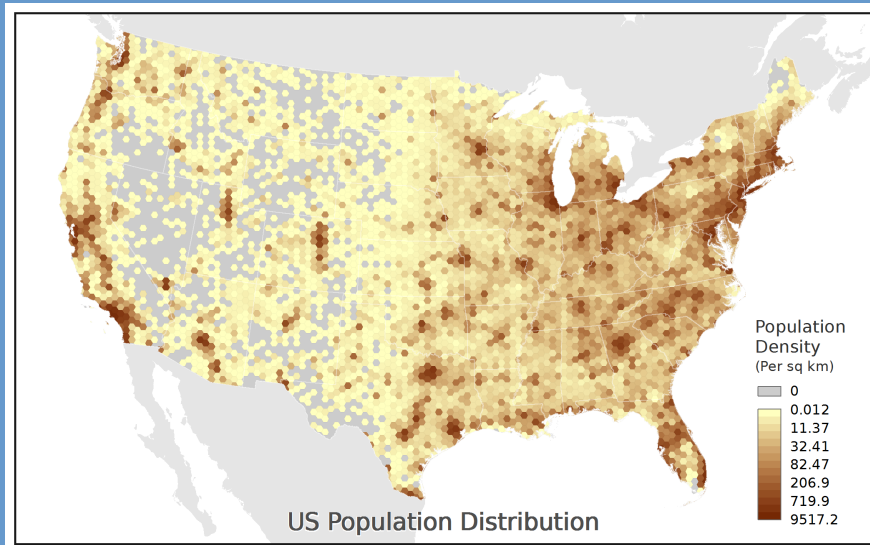 Population
Density
(Per sq km)
0
0.012
11.37
32.41
82.47
206.9
719.9
9517.2
US Population Distribution